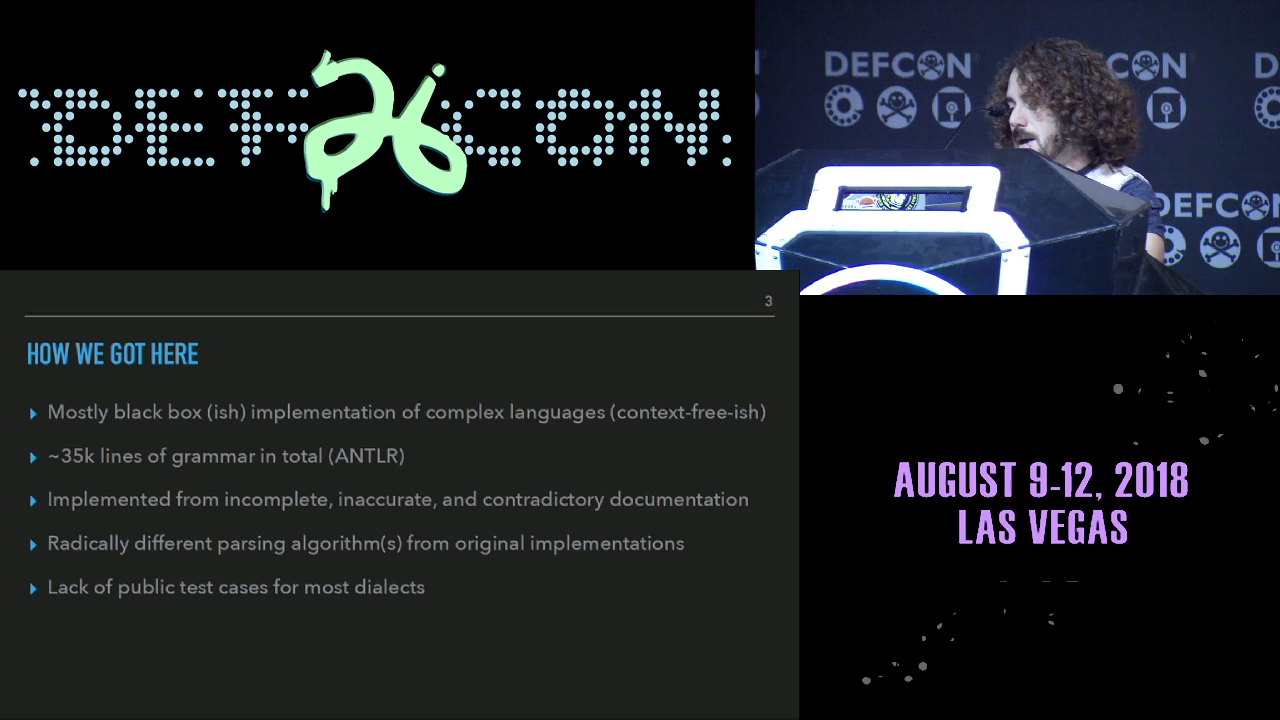 DEF 26 CON
DEFCON
CON
DEFCON
3
HOW WE GOT HERE
Mostly black box (ish) implementation of complex languages (context-free-ish)
~35k lines of grammar in total (ANTLR)
Implemented from incomplete, inaccurate, and contradictory documentation
Radically different parsing algorithm(s) from original implementations
Lack of public test cases for most dialects
AUGUST 9-12, 2018
LAS VEGAS